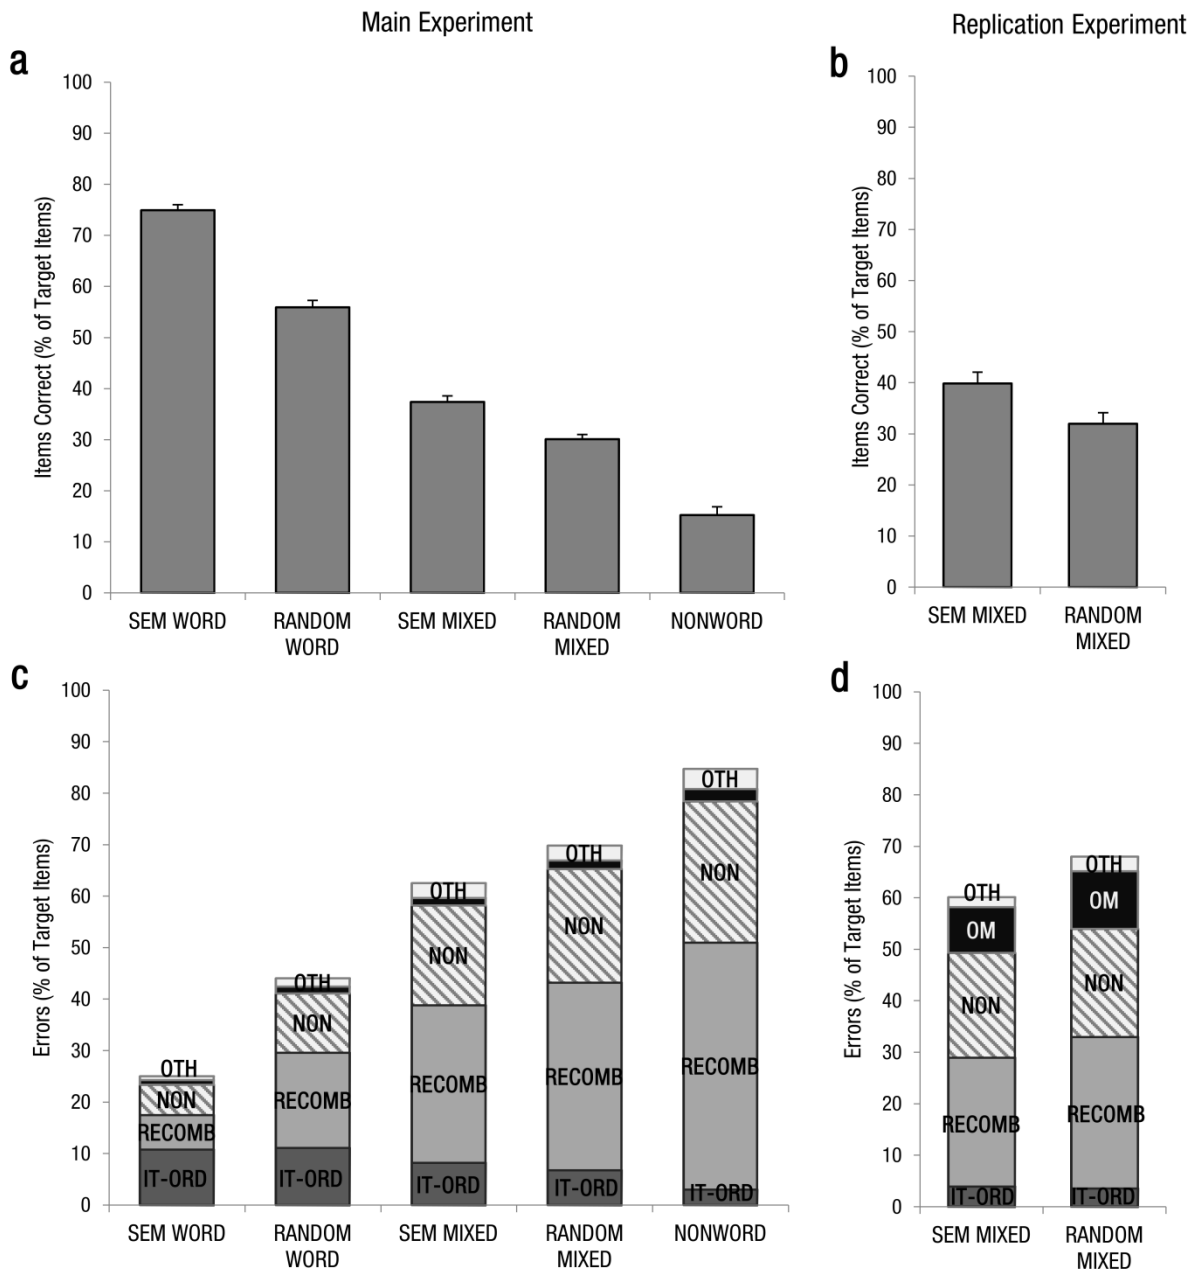 Main Experiment
Replication Experiment
a
Items Correct (% of Target Items)
100
90
80
70
60
50
40
30
20
10
0
SEM WORD
RANDOM WORD
SEM MIXED
RANDOM MIXED
NONWORD
b
Items Correct (% of Target Items)
100
90
80
70
60
50
40
30
20
10
0
SEM MIXED
RANDOM MIXED
c
Errors (% of Target Items)
100
90
80
70
60
50
40
30
20
10
0
OTH
NON
RECOMB
IT-ORD
SEM WORD
OTH
NON
RECOMB
IT-ORD
RANDOM WORD
OTH
NON
RECOMB
IT-ORD
SEM MIXED
OTH
NON
RECOMB
IT-ORD
RANDOM MIXED
OTH
NON
RECOMB
IT-ORD
NONWORD
d
Errors (% of Target Items)
100
90
80
70
60
50
40
30
20
10
0
OTH
OM
NON
RECOMB
IT-ORD
SEM MIXED
OTH
OM
NON
RECOMB
IT-ORD
RANDOM MIXED